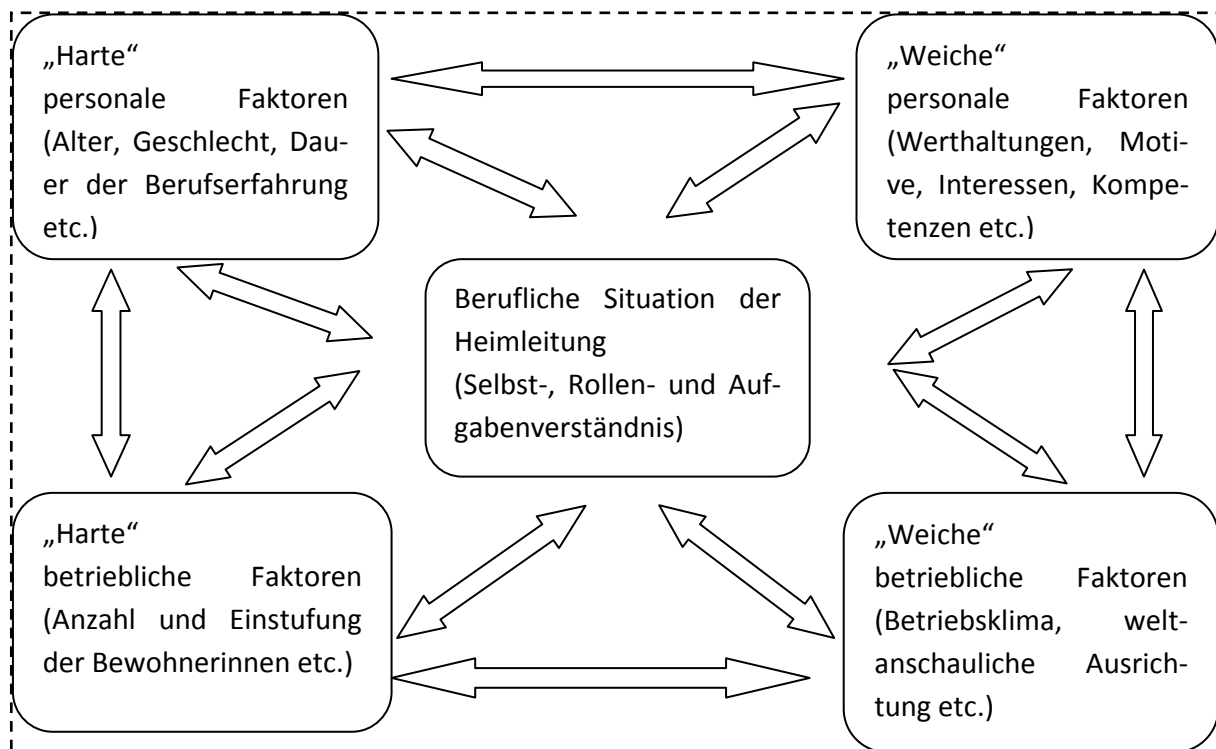 „Harte“
personale Faktoren
(Alter, Geschlecht, Dau-
er der Berufserfahrung
etc.)
„Weiche“
personale Faktoren
(Werthaltungen, Moti-
ve, Interessen, Kompe-
tenzen etc.)
Berufliche Situation der
Heimleitung
(Selbst-, Rollen- und Auf-
gabenverständnis)
„Harte“
betriebliche Faktoren
(Anzahl und Einstufung
der Bewohnerinnen etc.)
„Weiche“
betriebliche Faktoren
(Betriebsklima, welt-
anschauliche Ausrich-
tung etc.)